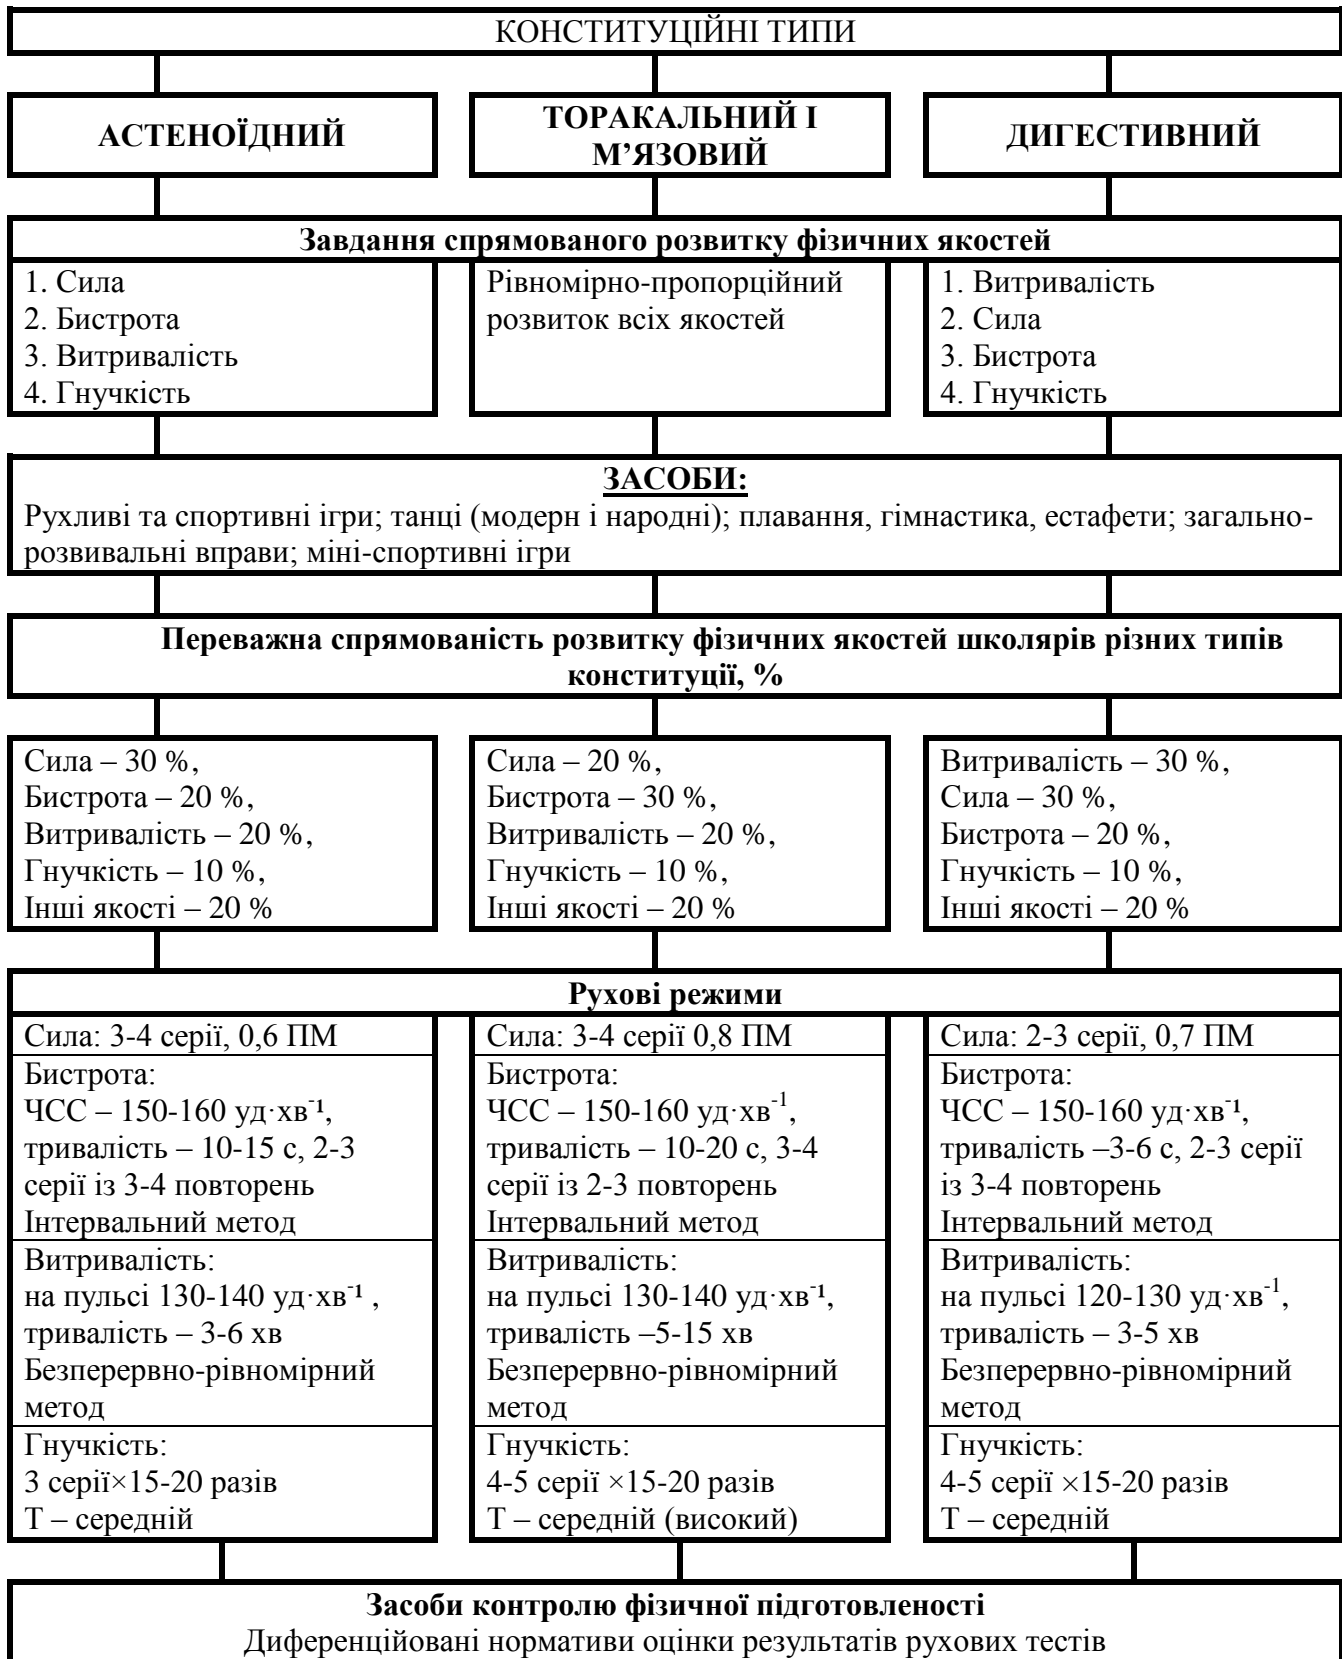 КОНСТИТУЦІЙНІ ТИПИ
АСТЕНОЇДНИЙ
ТОРАКАЛЬНИЙ І
М’ЯЗОВИЙ
ДИГЕСТИВНИЙ
Завдання спрямованого розвитку фізичних якостей
1. Сила
2. Бистрота
3. Витривалість
4. Гнучкість
Рівномірно-пропорційний
розвиток всіх якостей
1. Витривалість
2. Сила
3. Бистрота
4. Гнучкість
ЗАСОБИ:
Рухливі та спортивні ігри; танці (модерн і народні); плавання, гімнастика, естафети; загально-
розвивальні вправи; міні-спортивні ігри
Переважна спрямованість розвитку фізичних якостей школярів різних типів
конституції, %
Сила – 30 %,
Бистрота – 20 %,
Витривалість – 20 %,
Гнучкість – 10 %,
Інші якості – 20 %
Сила – 20 %,
Бистрота – 30 %,
Витривалість – 20 %,
Гнучкість – 10 %,
Інші якості – 20 %
Витривалість – 30 %,
Сила – 30 %,
Бистрота – 20 %,
Гнучкість – 10 %,
Інші якості – 20 %
Рухові режими
Сила: 3-4 серії, 0,6 ПМ
Бистрота:
ЧСС – 150-160 уд·хв⁻¹,
тривалість – 10-15 с, 2-3
серії із 3-4 повторень
Інтервальний метод
Витривалість:
на пульсі 130-140 уд·хв⁻¹ ,
тривалість – 3-6 хв
Безперервно-рівномірний
метод
Гнучкість:
3 серії×15-20 разів
Т – середній
Сила: 3-4 серії 0,8 ПМ
Бистрота:
ЧСС – 150-160 уд·хв⁻¹,
тривалість – 10-20 с, 3-4
серії із 2-3 повторень
Інтервальний метод
Витривалість:
на пульсі 130-140 уд·хв⁻¹,
тривалість –5-15 хв
Безперервно-рівномірний
метод
Гнучкість:
4-5 серії ×15-20 разів
Т – середній (високий)
Сила: 2-3 серії, 0,7 ПМ
Бистрота:
ЧСС – 150-160 уд·хв⁻¹,
тривалість –3-6 с, 2-3 серії
із 3-4 повторень
Інтервальний метод
Витривалість:
на пульсі 120-130 уд·хв⁻¹,
тривалість – 3-5 хв
Безперервно-рівномірний
метод
Гнучкість:
4-5 серії ×15-20 разів
Т – середній
Засоби контролю фізичної підготовленості
Диференційовані нормативи оцінки результатів рухових тестів